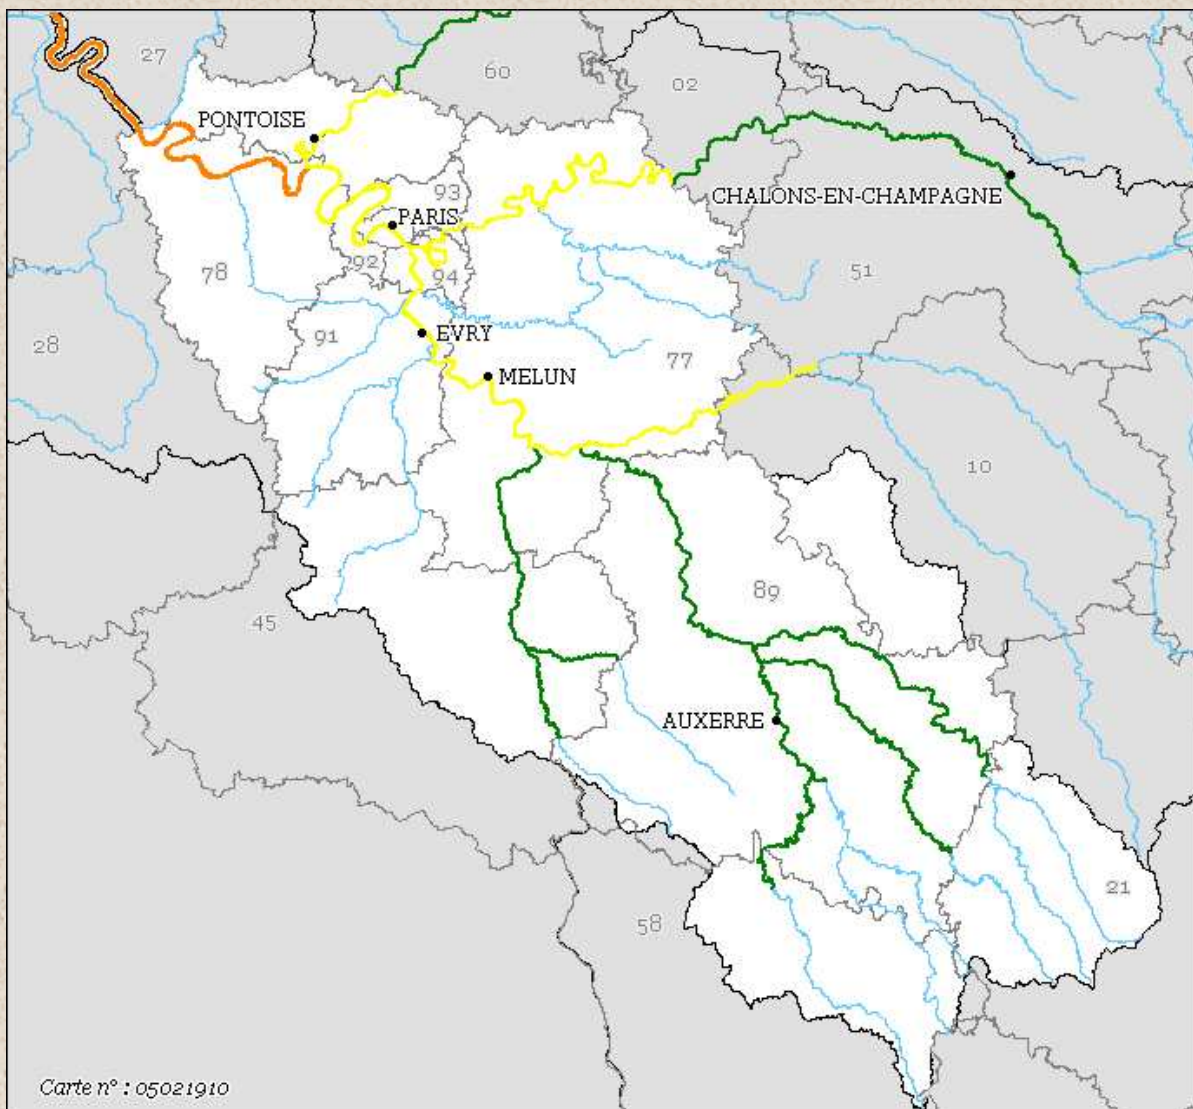 27
60
02
PONTOISE
93
CHALONS-EN-CHAMPAGNE
PARIS
92
94
78
51
91
EVRY
28
77
MELUN
10
89
45
AUXERRE
21
58
Carte n° : 05021910